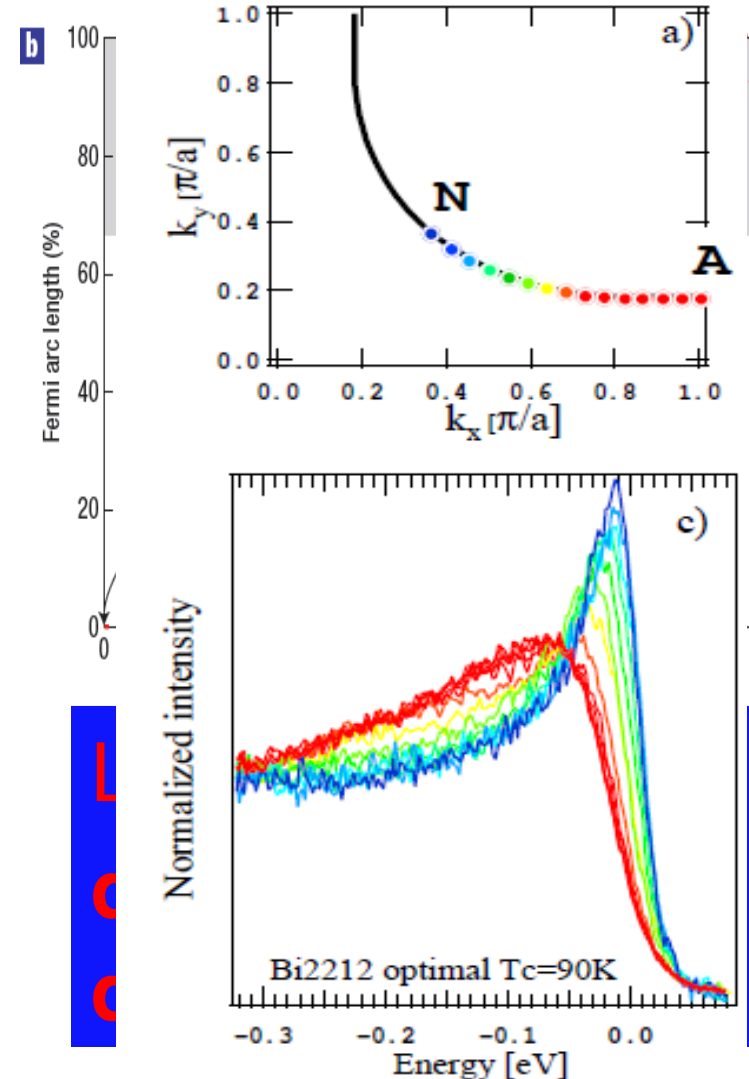 b
100
80
60
40
20
0
0
Fermi arc length (%)
a)
1.0
0.8
0.6
0.4
0.2
0.0
k_y [π/a]
N
A
0.0 0.2 0.4 0.6 0.8 1.0
k_x [π/a]
c)
Normalized intensity
Bi2212 optimal Tc=90K
-0.3 -0.2 -0.1 0.0
Energy [eV]